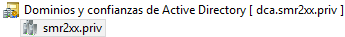 Dominios y confianzas de Active Directory [ dca.smr2xx.priv ]
smr2xx.priv